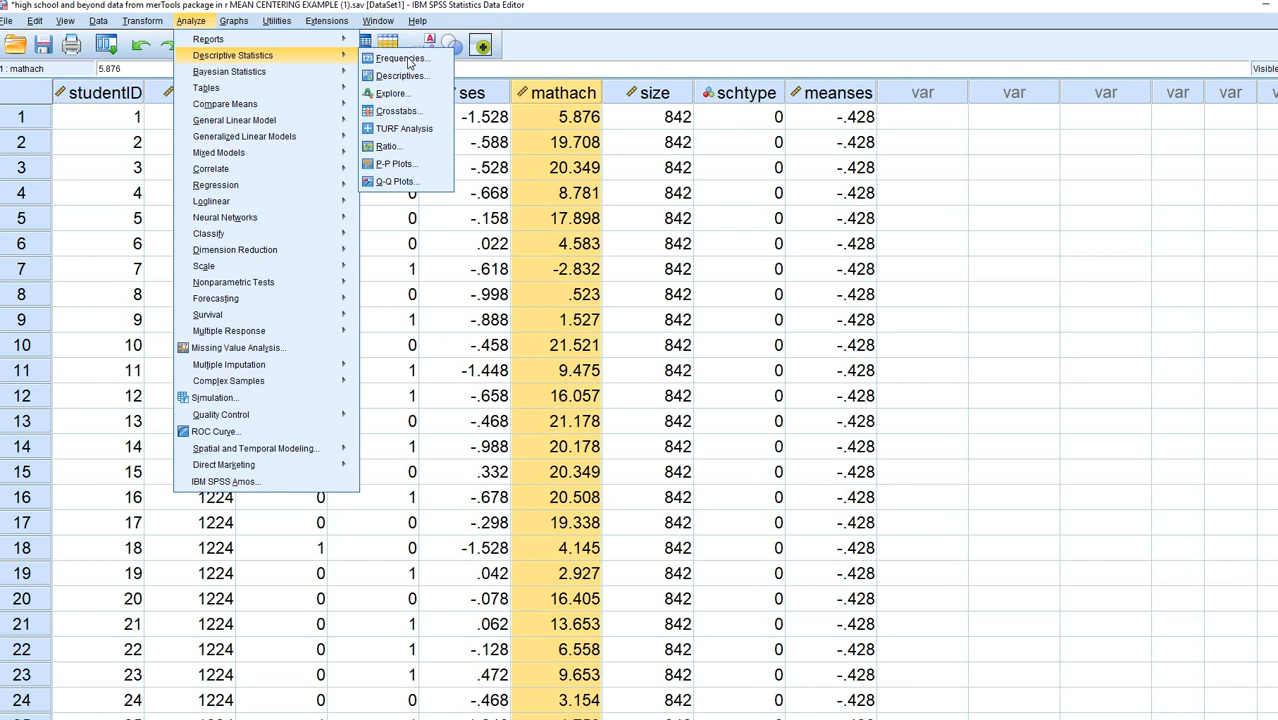 *high school and beyond data from merTools package in r MEAN CENTERING EXAMPLE (1).sav [DataSet1] - IBM SPSS Statistics Data Editor
File Edit View Data Transform Analyze Graphs Utilities Extensions Window Help
1 : mathach 5.876 Visible
studentID ses mathach size schtype meanses var var var var
Reports
Descriptive Statistics
Bayesian Statistics
Tables
Compare Means
General Linear Model
Generalized Linear Models
Mixed Models
Correlate
Regression
Loglinear
Neural Networks
Classify
Dimension Reduction
Scale
Nonparametric Tests
Forecasting
Survival
Multiple Response
Missing Value Analysis...
Multiple Imputation
Complex Samples
Simulation...
Quality Control
ROC Curve...
Spatial and Temporal Modeling...
Direct Marketing
IBM SPSS Amos...
Frequencies...
Descriptives...
Explore...
Crosstabs...
TURF Analysis
Ratio...
P-P Plots...
Q-Q Plots...
1 1 -1.528 5.876 842 0 -.428
2 2 -.588 19.708 842 0 -.428
3 3 -.528 20.349 842 0 -.428
4 4 0 -.668 8.781 842 0 -.428
5 5 0 -.158 17.898 842 0 -.428
6 6 0 .022 4.583 842 0 -.428
7 7 1 -.618 -2.832 842 0 -.428
8 8 0 -.998 .523 842 0 -.428
9 9 1 -.888 1.527 842 0 -.428
10 10 0 -.458 21.521 842 0 -.428
11 11 1 -1.448 9.475 842 0 -.428
12 12 1 -.658 16.057 842 0 -.428
13 13 0 -.468 21.178 842 0 -.428
14 14 1 -.988 20.178 842 0 -.428
15 15 0 .332 20.349 842 0 -.428
16 16 1224 0 1 -.678 20.508 842 0 -.428
17 17 1224 0 0 -.298 19.338 842 0 -.428
18 18 1224 1 0 -1.528 4.145 842 0 -.428
19 19 1224 0 1 .042 2.927 842 0 -.428
20 20 1224 0 0 -.078 16.405 842 0 -.428
21 21 1224 0 1 .062 13.653 842 0 -.428
22 22 1224 0 1 -.128 6.558 842 0 -.428
23 23 1224 0 1 .472 9.653 842 0 -.428
24 24 1224 0 0 -.468 3.154 842 0 -.428